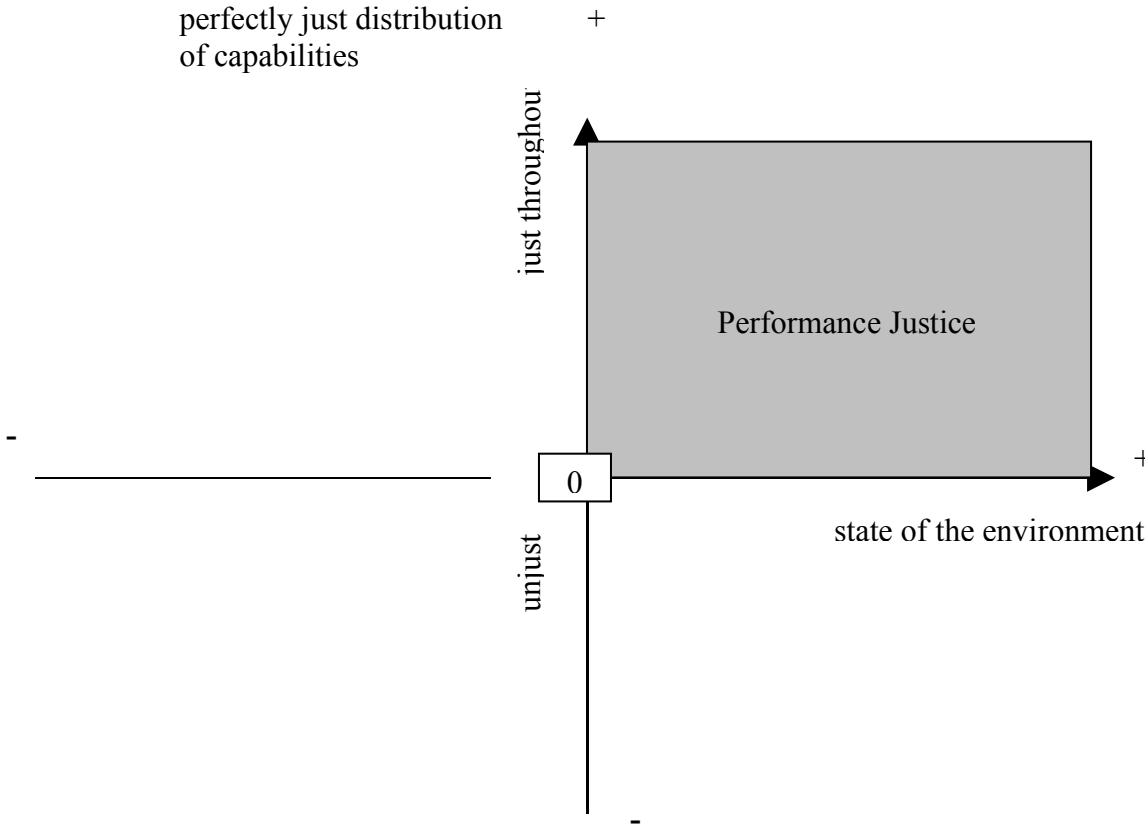 perfectly just distribution
of capabilities
+
just throughou
Performance Justice
-
+
0
state of the environment
unjust
-